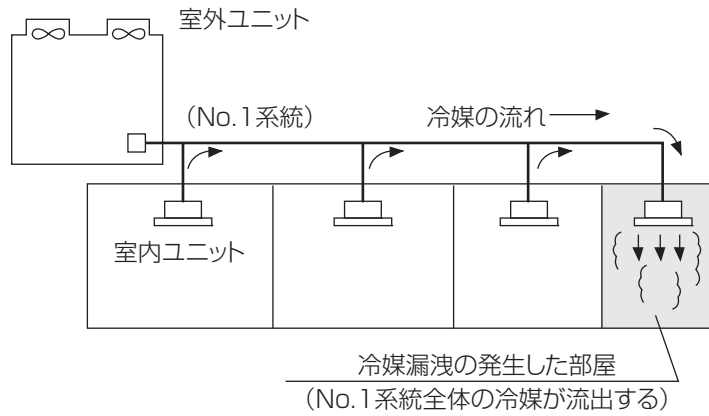 室外ユニット
(No.1系統)
冷媒の流れ
室内ユニット
冷媒漏洩の発生した部屋
(No.1系統全体の冷媒が流出する)